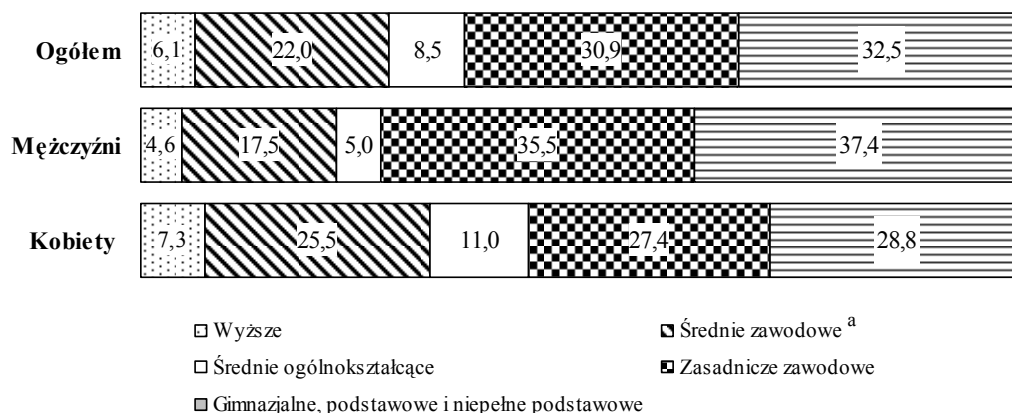 Ogółem 6,1 22,0 8,5 30,9 32,5
Mężczyźni 4,6 17,5 5,0 35,5 37,4
Kobiety 7,3 25,5 11,0 27,4 28,8
Wyższe Średnie zawodowe a
Średnie ogólnokształcące Zasadnicze zawodowe
Gimnazjalne, podstawowe i niepełne podstawowe